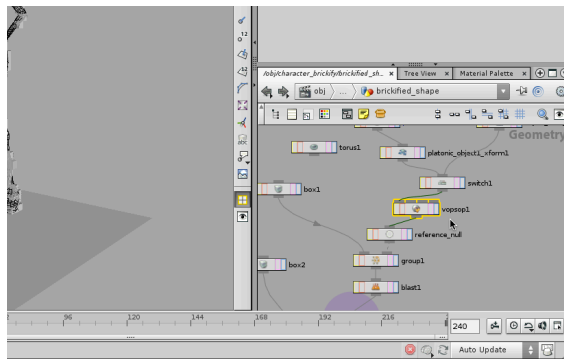 12
/obj/character_brickify/brickified_sh... × Tree View × Material Palette ×
obj ) ... ) brickified_shape
Geometry
torus1
platonic_object1_xform1
switch1
box1
vopsop1
reference_null
group1
box2
blast1
96 120 144 168 192 216
240
Auto Update